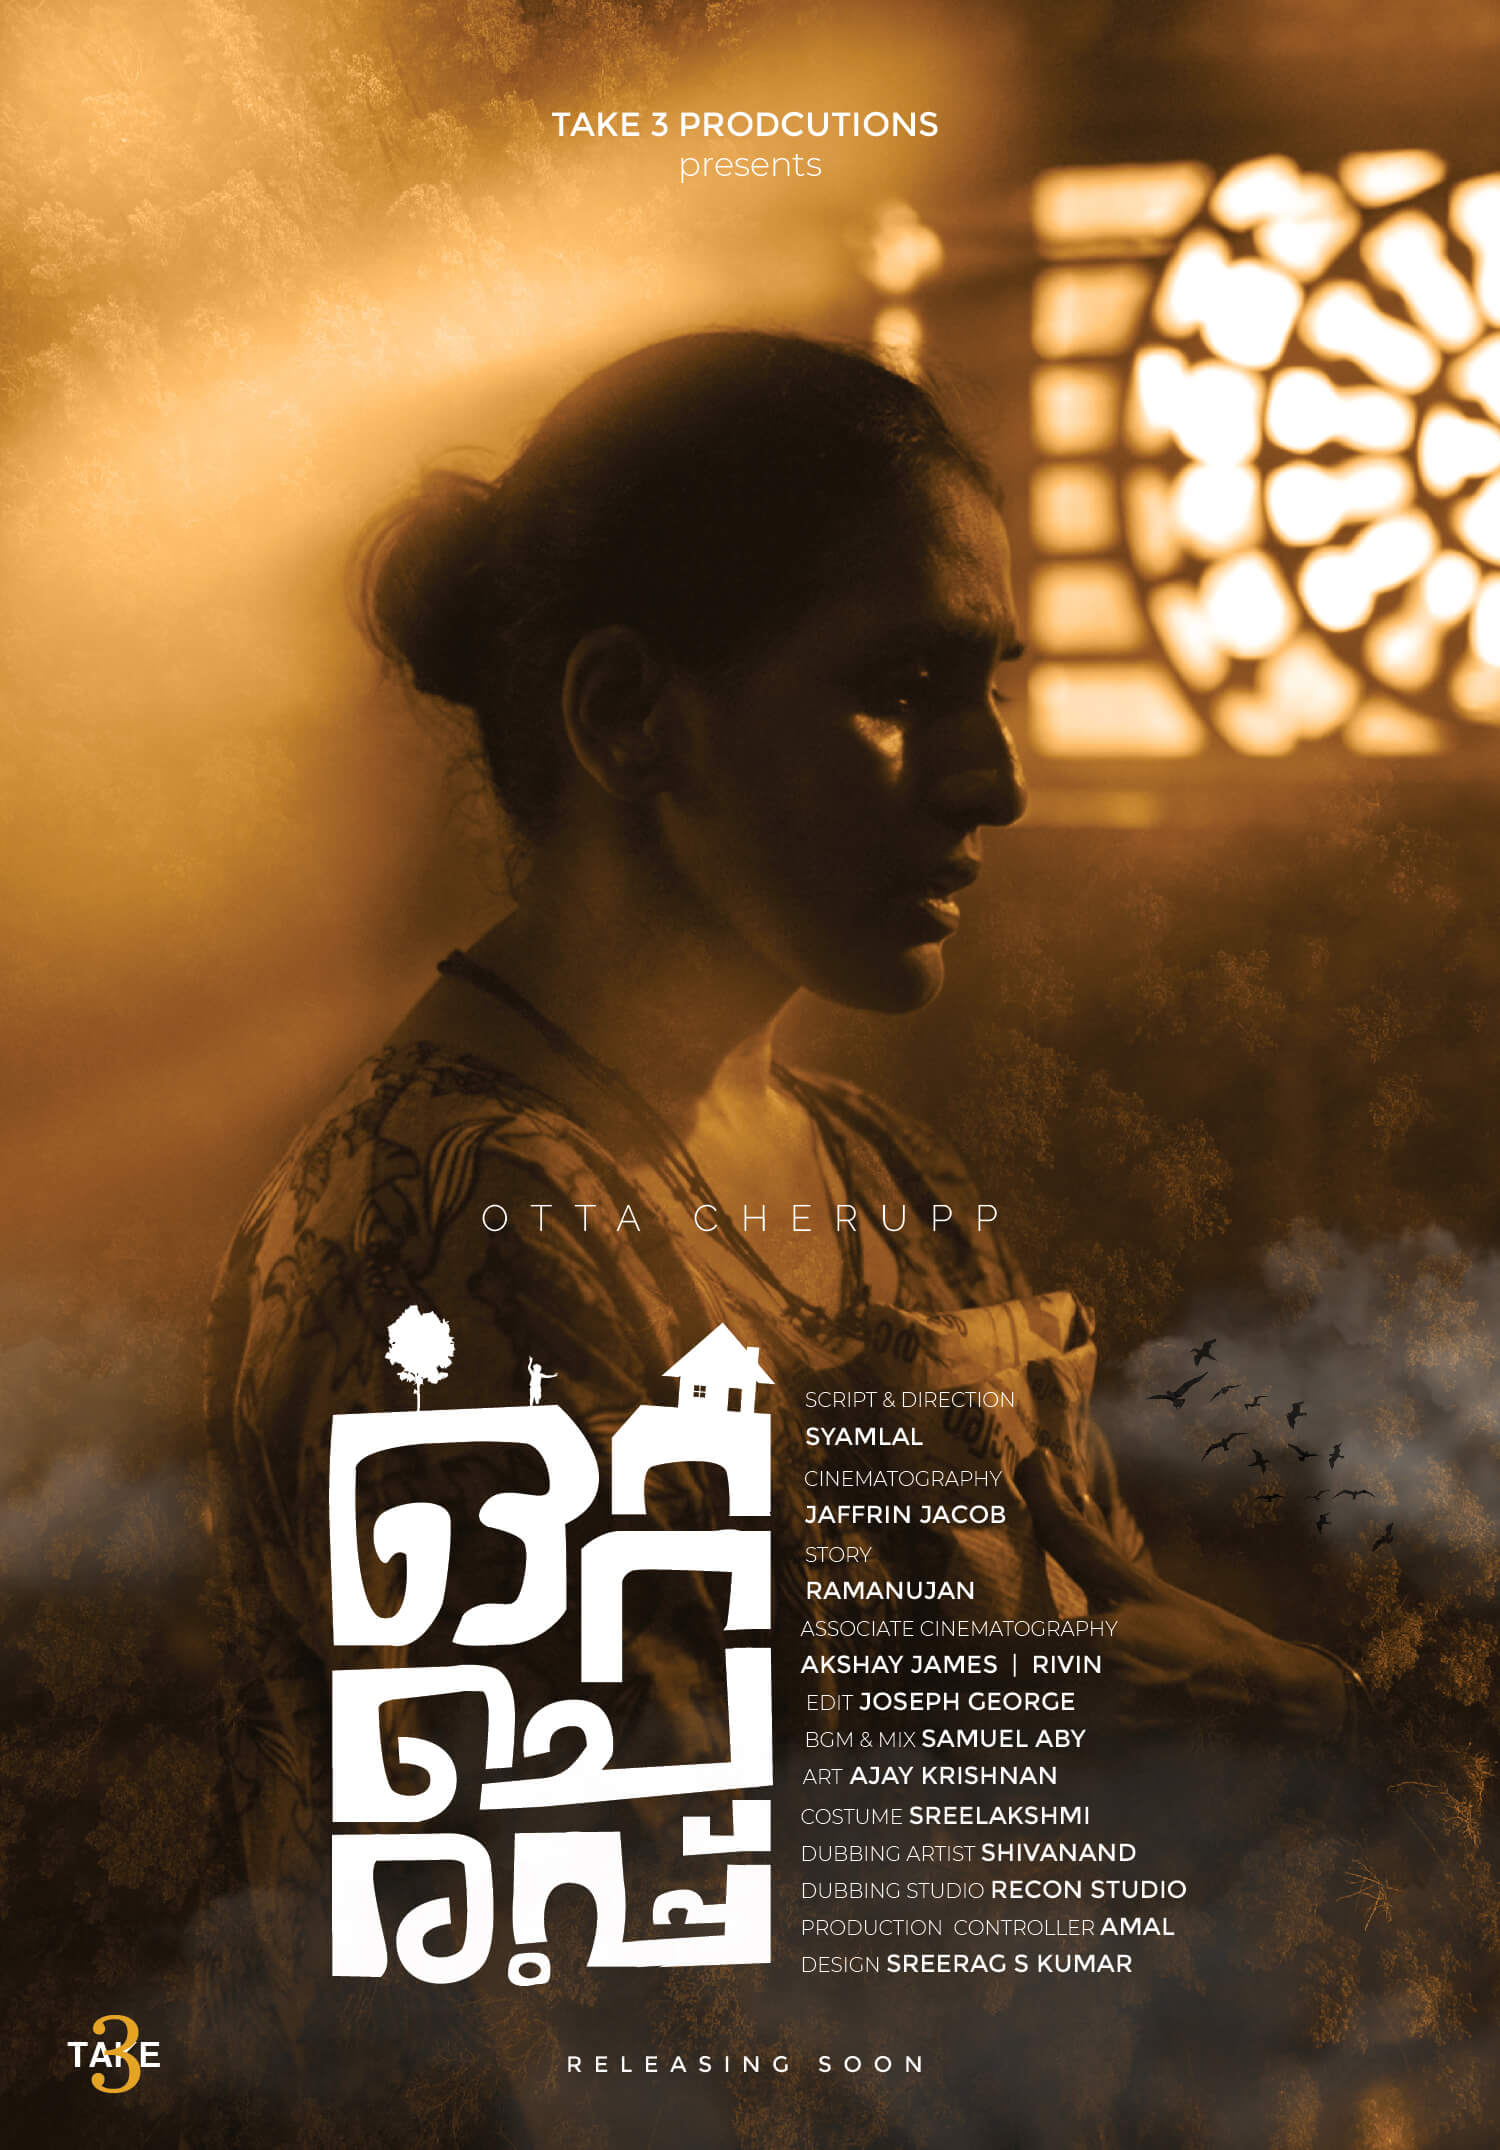 TAKE 3 PRODCUTIONS
presents
OTTA CHERUPP
ഒറ്റ
ചെ
രുപ്പ്
SCRIPT & DIRECTION
SYAMLAL
CINEMATOGRAPHY
JAFFRIN JACOB
STORY
RAMANUJAN
ASSOCIATE CINEMATOGRAPHY
AKSHAY JAMES | RIVIN
EDIT JOSEPH GEORGE
BGM & MIX SAMUEL ABY
ART AJAY KRISHNAN
COSTUME SREELAKSHMI
DUBBING ARTIST SHIVANAND
DUBBING STUDIO RECON STUDIO
PRODUCTION CONTROLLER AMAL
DESIGN SREERAG S KUMAR
TAKE 3
RELEASING SOON